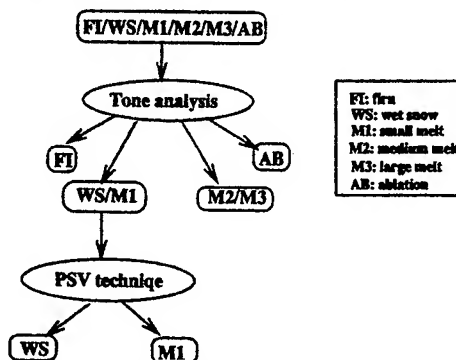 FI/WS/M1/M2/M3/AB
Tone analysis
FI
AB
WS/M1
M2/M3
PSV techniqe
WS
M1
FI: firn
WS: wet snow
M1: small melt
M2: medium melt
M3: large melt
AB: ablation